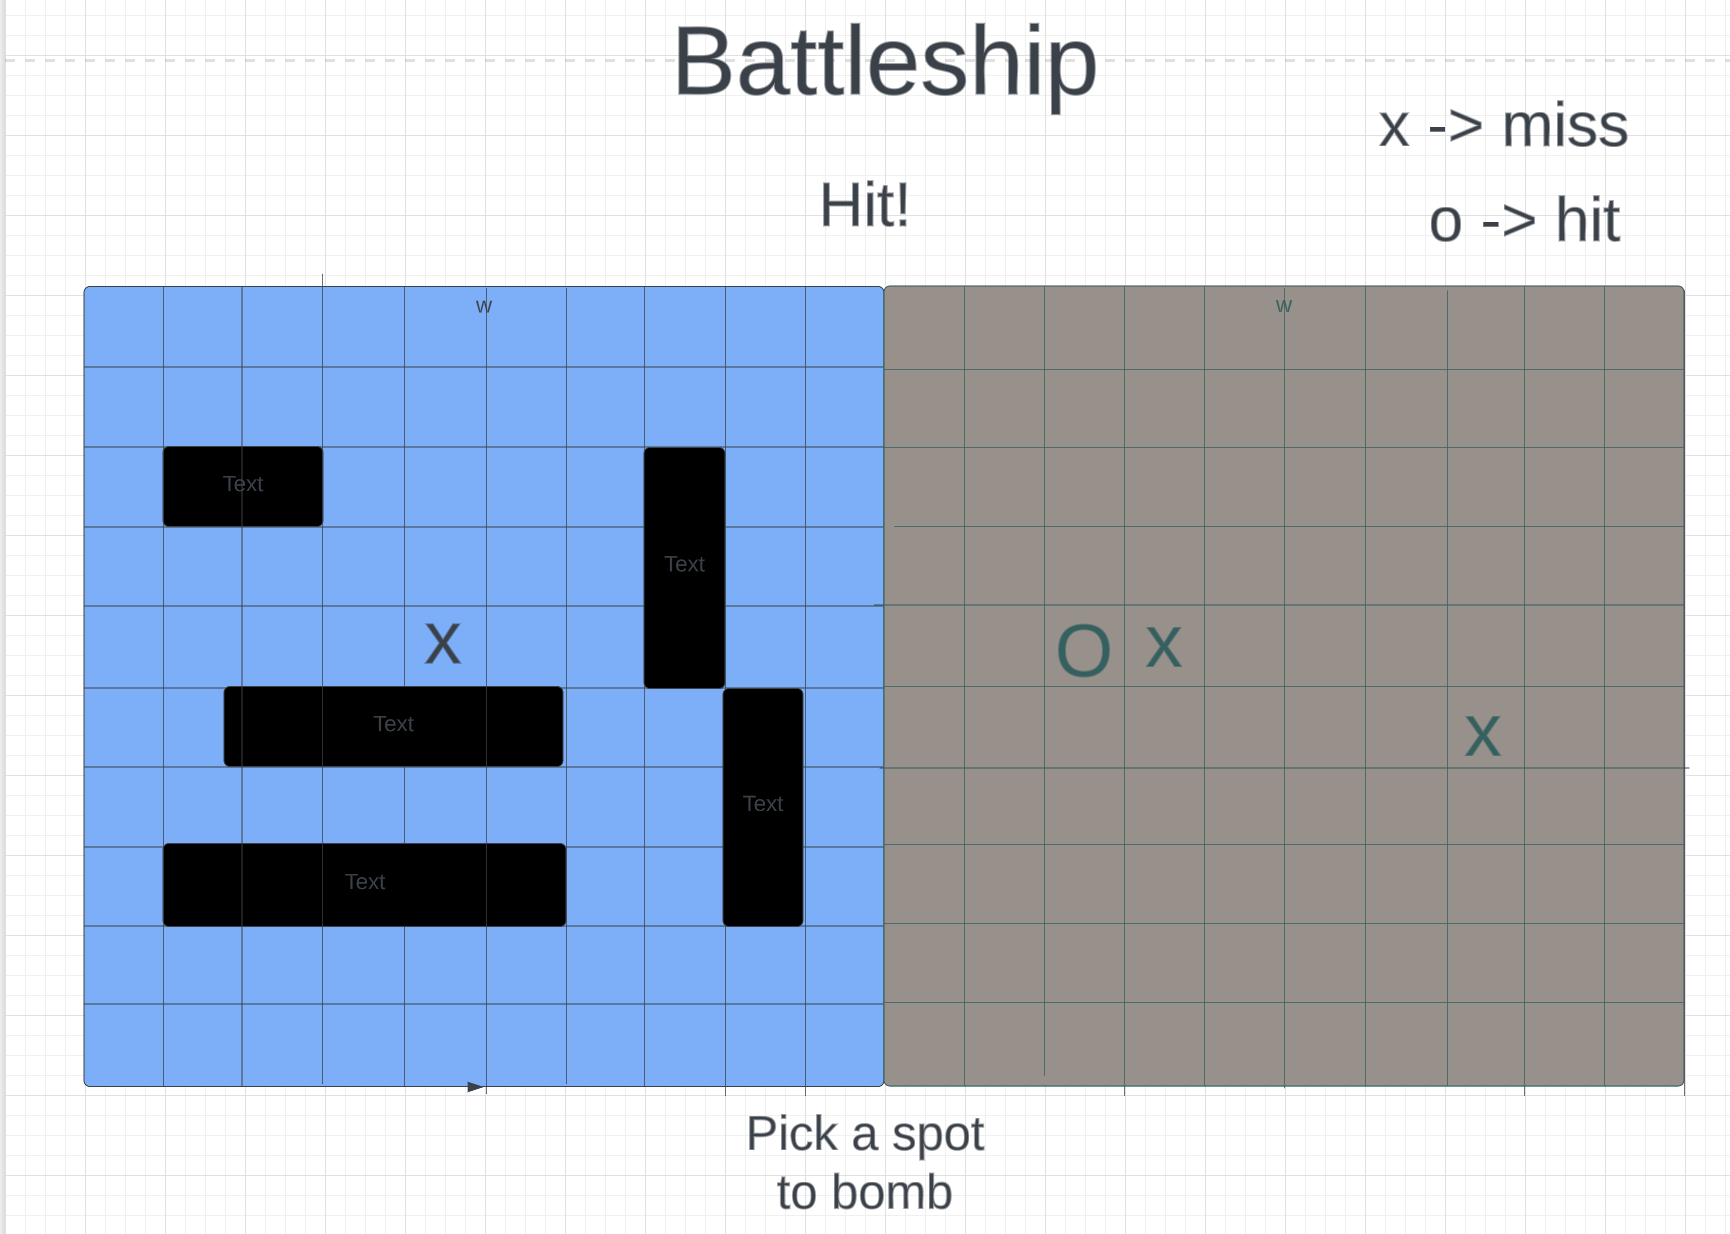 Battleship
x -> miss
Hit!
o -> hit
w
w
Text
Text
X
O
x
Text
x
Text
Text
Pick a spot
to bomb